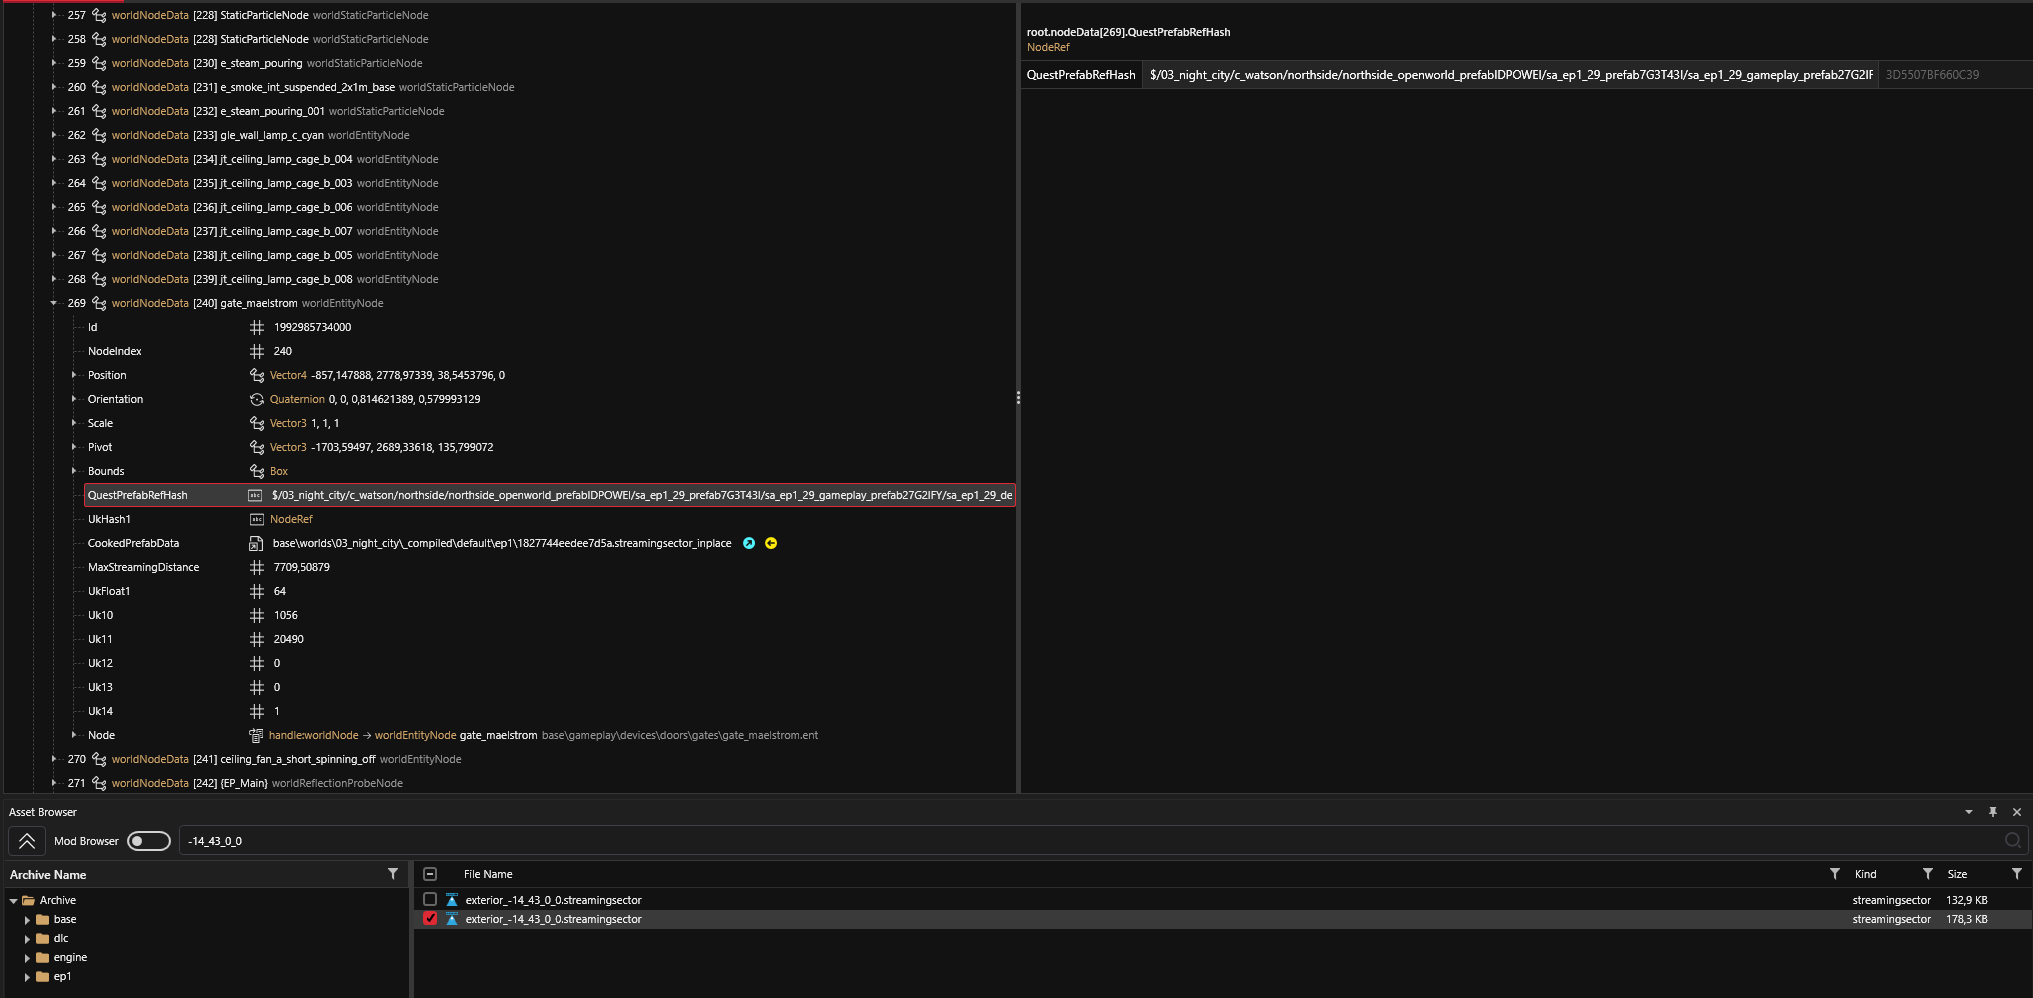 257 worldNodeData [228] StaticParticleNode worldStaticParticleNode
258 worldNodeData [228] StaticParticleNode worldStaticParticleNode
259 worldNodeData [230] e_steam_pouring worldStaticParticleNode
260 worldNodeData [231] e_smoke_int_suspended_2x1m_base worldStaticParticleNode
261 worldNodeData [232] e_steam_pouring_001 worldStaticParticleNode
262 worldNodeData [233] gle_wall_lamp_c_cyan worldEntityNode
263 worldNodeData [234] jt_ceiling_lamp_cage_b_004 worldEntityNode
264 worldNodeData [235] jt_ceiling_lamp_cage_b_003 worldEntityNode
265 worldNodeData [236] jt_ceiling_lamp_cage_b_006 worldEntityNode
266 worldNodeData [237] jt_ceiling_lamp_cage_b_007 worldEntityNode
267 worldNodeData [238] jt_ceiling_lamp_cage_b_005 worldEntityNode
268 worldNodeData [239] jt_ceiling_lamp_cage_b_008 worldEntityNode
269 worldNodeData [240] gate_maelstrom worldEntityNode
Id # 1992985734000
NodeIndex # 240
Position Vector4 -857,147888, 2778,97339, 38,5453796, 0
Orientation Quaternion 0, 0, 0,814621389, 0,579993129
Scale Vector3 1, 1, 1
Pivot Vector3 -1703,59497, 2689,33618, 135,799072
Bounds Box
QuestPrefabRefHash abc $/03_night_city/c_watson/northside/northside_openworld_prefabIDPOWEI/sa_ep1_29_prefab7G3T43I/sa_ep1_29_gameplay_prefab27G2IFY/sa_ep1_29_de
UkHash1 abc NodeRef
CookedPrefabData base\worlds\03_night_city\_compiled\default\ep1\1827744eedee7d5a.streamingsector_inplace
MaxStreamingDistance # 7709,50879
UkFloat1 # 64
Uk10 # 1056
Uk11 # 20490
Uk12 # 0
Uk13 # 0
Uk14 # 1
Node handle:worldNode → worldEntityNode gate_maelstrom base\gameplay\devices\doors\gates\gate_maelstrom.ent
270 worldNodeData [241] ceiling_fan_a_short_spinning_off worldEntityNode
271 worldNodeData [242] {EP_Main} worldReflectionProbeNode
root.nodeData[269].QuestPrefabRefHash
NodeRef
QuestPrefabRefHash $/03_night_city/c_watson/northside/northside_openworld_prefabIDPOWEI/sa_ep1_29_prefab7G3T43I/sa_ep1_29_gameplay_prefab27G2IF 3D5507BF660C39
Asset Browser
Mod Browser -14_43_0_0
Archive Name
Archive
base
dlc
engine
ep1
File Name Kind Size
exterior_-14_43_0_0.streamingsector streamingsector 132,9 KB
exterior_-14_43_0_0.streamingsector streamingsector 178,3 KB